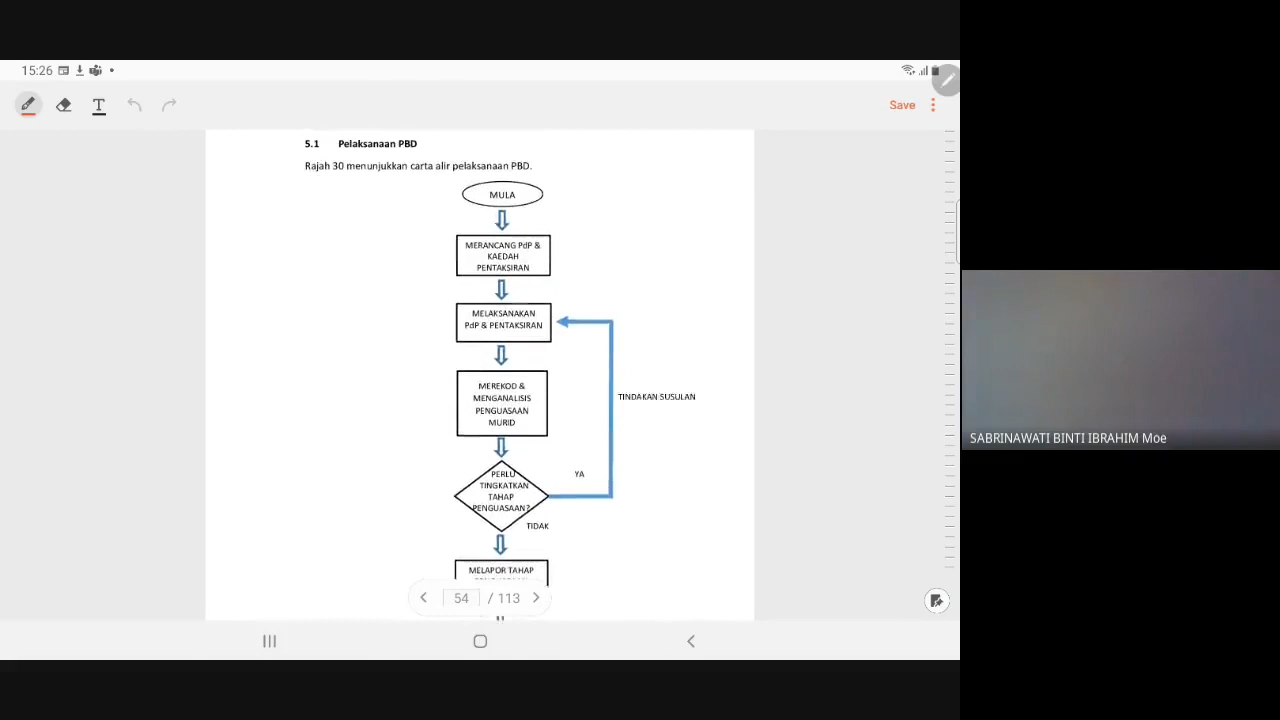 15:26
Save
5.1 Pelaksanaan PBD
Rajah 30 menunjukkan carta alir pelaksanaan PBD.
MULA
MERANCANG PdP &
KAEDAH
PENTAKSIRAN
MELAKSANAKAN
PdP & PENTAKSIRAN
MEREKOD &
MENGANALISIS
PENGUASAAN
MURID
TINDAKAN SUSULAN
PERLU
TINGKATKAN
TAHAP
PENGUASAAN?
YA
TIDAK
MELAPOR TAHAP
54 / 113
SABRINAWATI BINTI IBRAHIM Moe